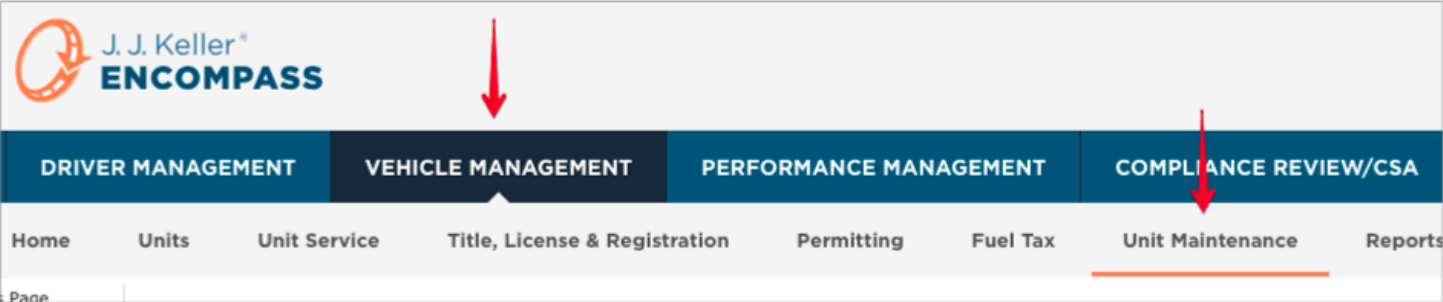 J. J. Keller®
ENCOMPASS
DRIVER MANAGEMENT VEHICLE MANAGEMENT PERFORMANCE MANAGEMENT COMPLIANCE REVIEW/CSA
Home Units Unit Service Title, License & Registration Permitting Fuel Tax Unit Maintenance Reports
Page